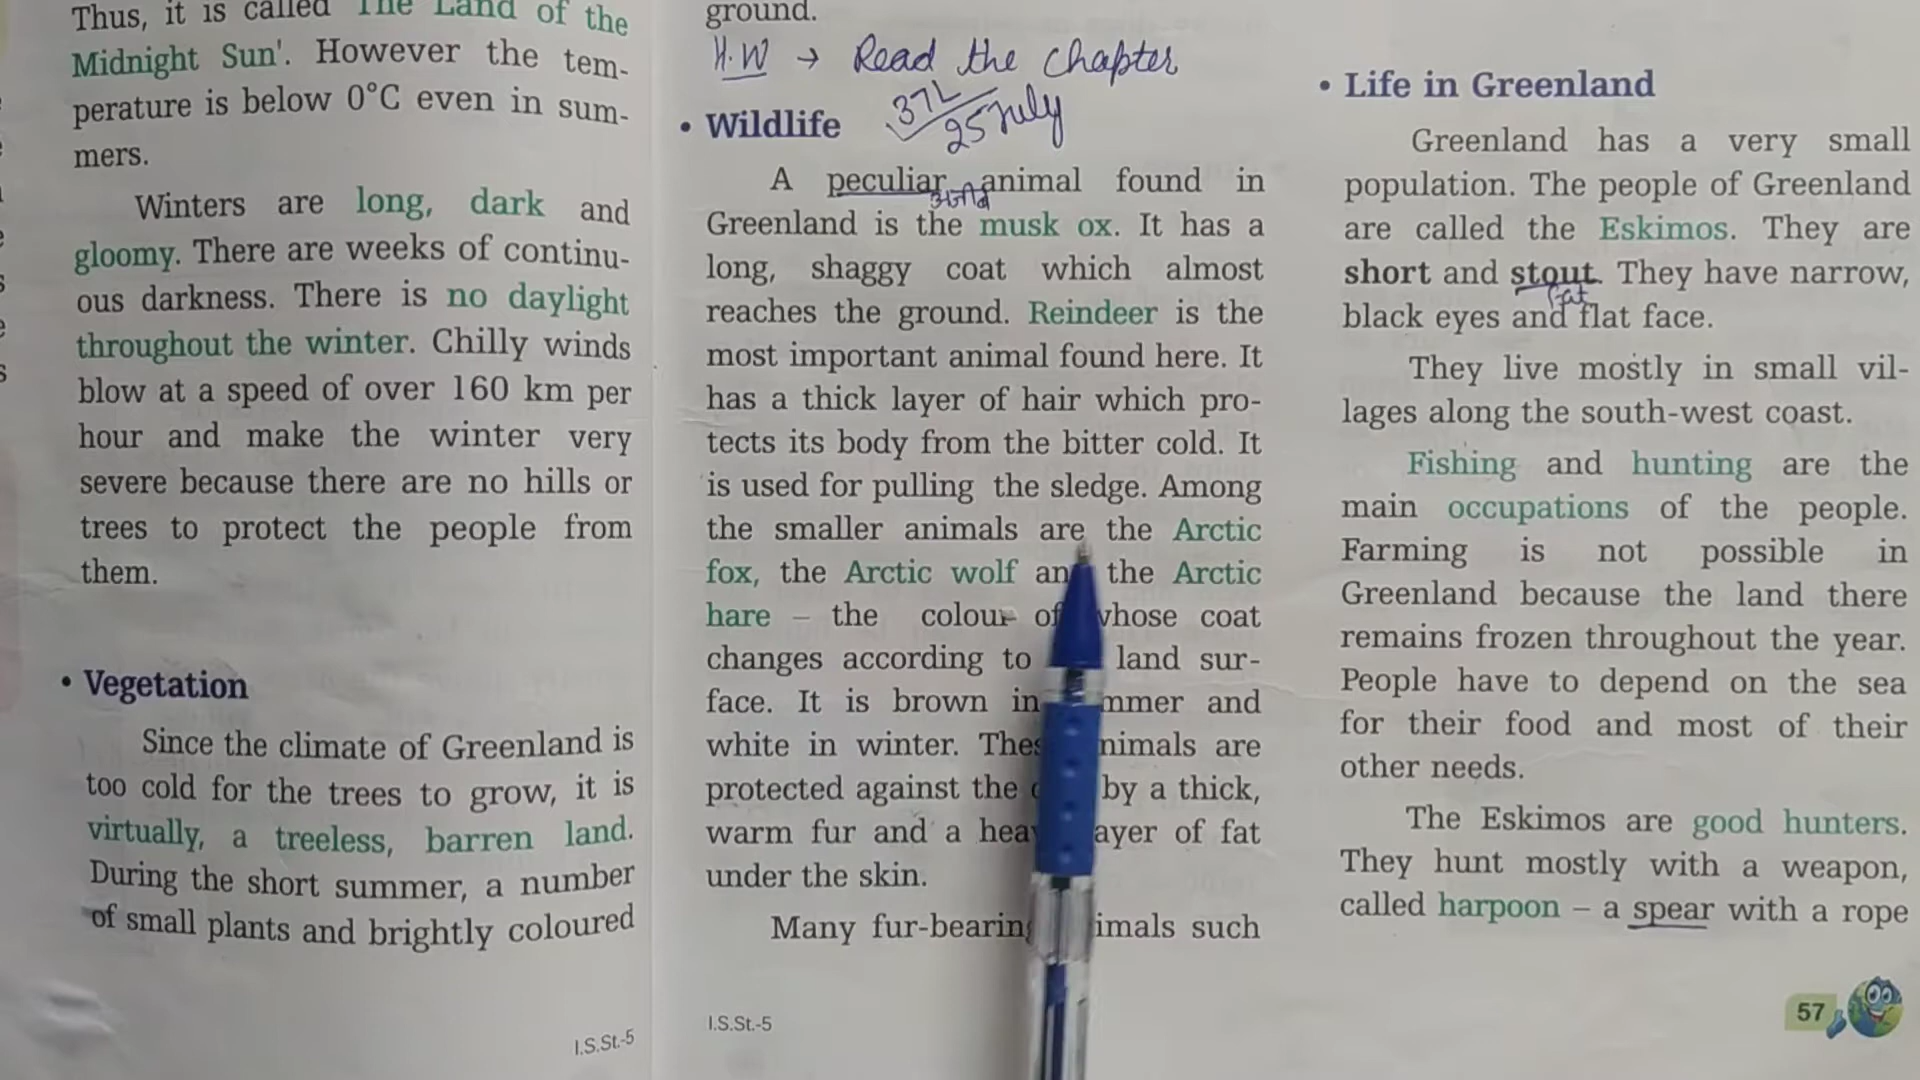 Thus, it is called 'The Land of the
Midnight Sun'. However the tem-
perature is below 0°C even in sum-
mers.
Winters are long, dark and
gloomy. There are weeks of continu-
ous darkness. There is no daylight
throughout the winter. Chilly winds
blow at a speed of over 160 km per
hour and make the winter very
severe because there are no hills or
trees to protect the people from
them.
• Vegetation
Since the climate of Greenland is
too cold for the trees to grow, it is
virtually, a treeless, barren land.
During the short summer, a number
of small plants and brightly coloured
I.S.St.-5
ground.
H.W → Read the chapter
25 July
• Wildlife
A peculiar animal found in
Greenland is the musk ox. It has a
long, shaggy coat which almost
reaches the ground. Reindeer is the
most important animal found here. It
has a thick layer of hair which pro-
tects its body from the bitter cold. It
is used for pulling the sledge. Among
the smaller animals are the Arctic
fox, the Arctic wolf an the Arctic
hare – the colour of whose coat
changes according to land sur-
face. It is brown in mmer and
white in winter. Thes nimals are
protected against the by a thick,
warm fur and a hea ayer of fat
under the skin.
Many fur-bearing imals such
I.S.St.-5
• Life in Greenland
Greenland has a very small
population. The people of Greenland
are called the Eskimos. They are
short and stout. They have narrow,
fat
black eyes and flat face.
They live mostly in small vil-
lages along the south-west coast.
Fishing and hunting are the
main occupations of the people.
Farming is not possible in
Greenland because the land there
remains frozen throughout the year.
People have to depend on the sea
for their food and most of their
other needs.
The Eskimos are good hunters.
They hunt mostly with a weapon,
called harpoon – a spear with a rope
57